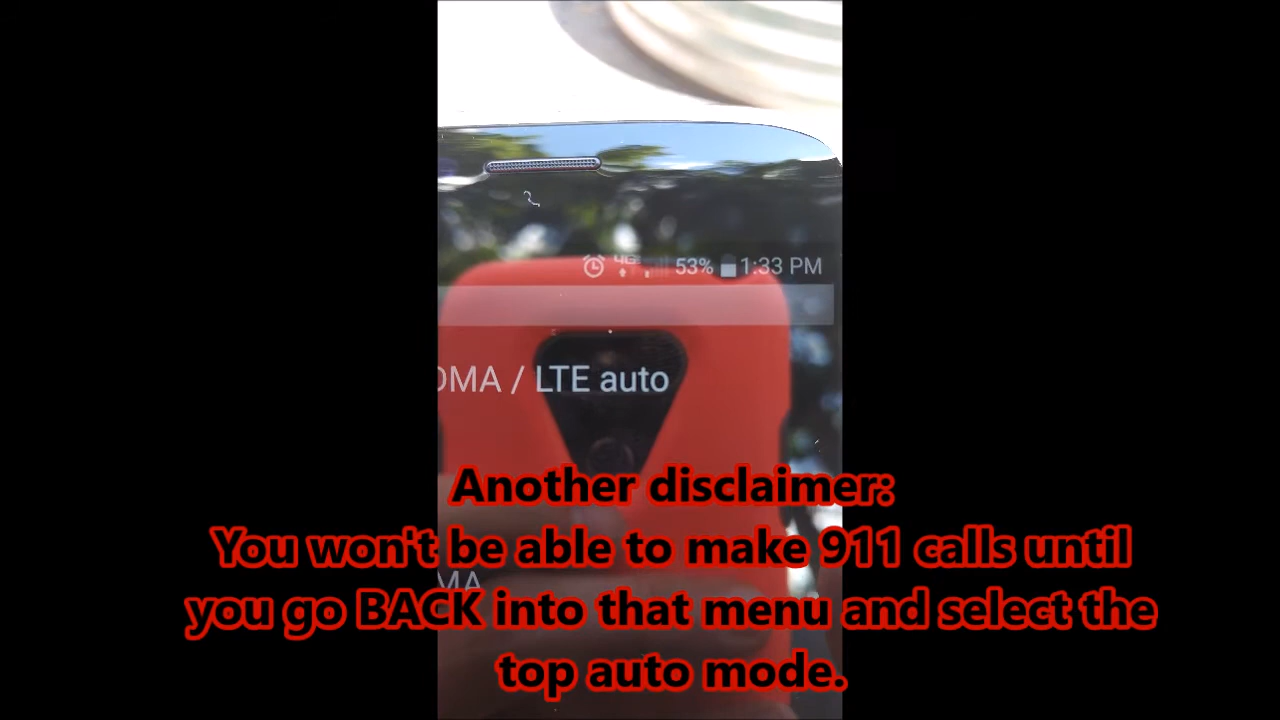 4G 53% 1:33 PM
/ LTE auto
Another disclaimer:
You won't be able to make 911 calls until
you go BACK into that menu and select the
top auto mode.